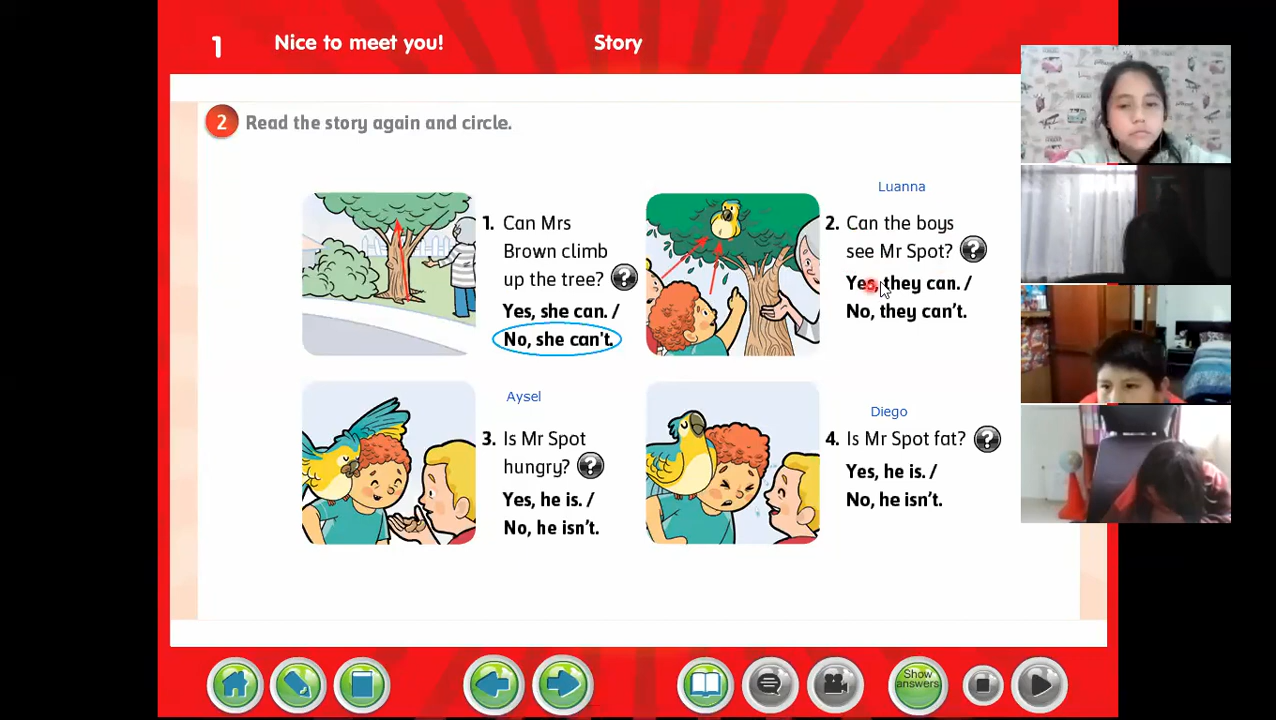 1 Nice to meet you! Story
2 Read the story again and circle.
1. Can Mrs
Brown climb
up the tree? ?
Yes, she can. /
No, she can't.
Luanna
2. Can the boys
see Mr Spot? ?
Yes, they can. /
No, they can't.
Aysel
3. Is Mr Spot
hungry? ?
Yes, he is. /
No, he isn't.
Diego
4. Is Mr Spot fat? ?
Yes, he is. /
No, he isn't.
Show
answers